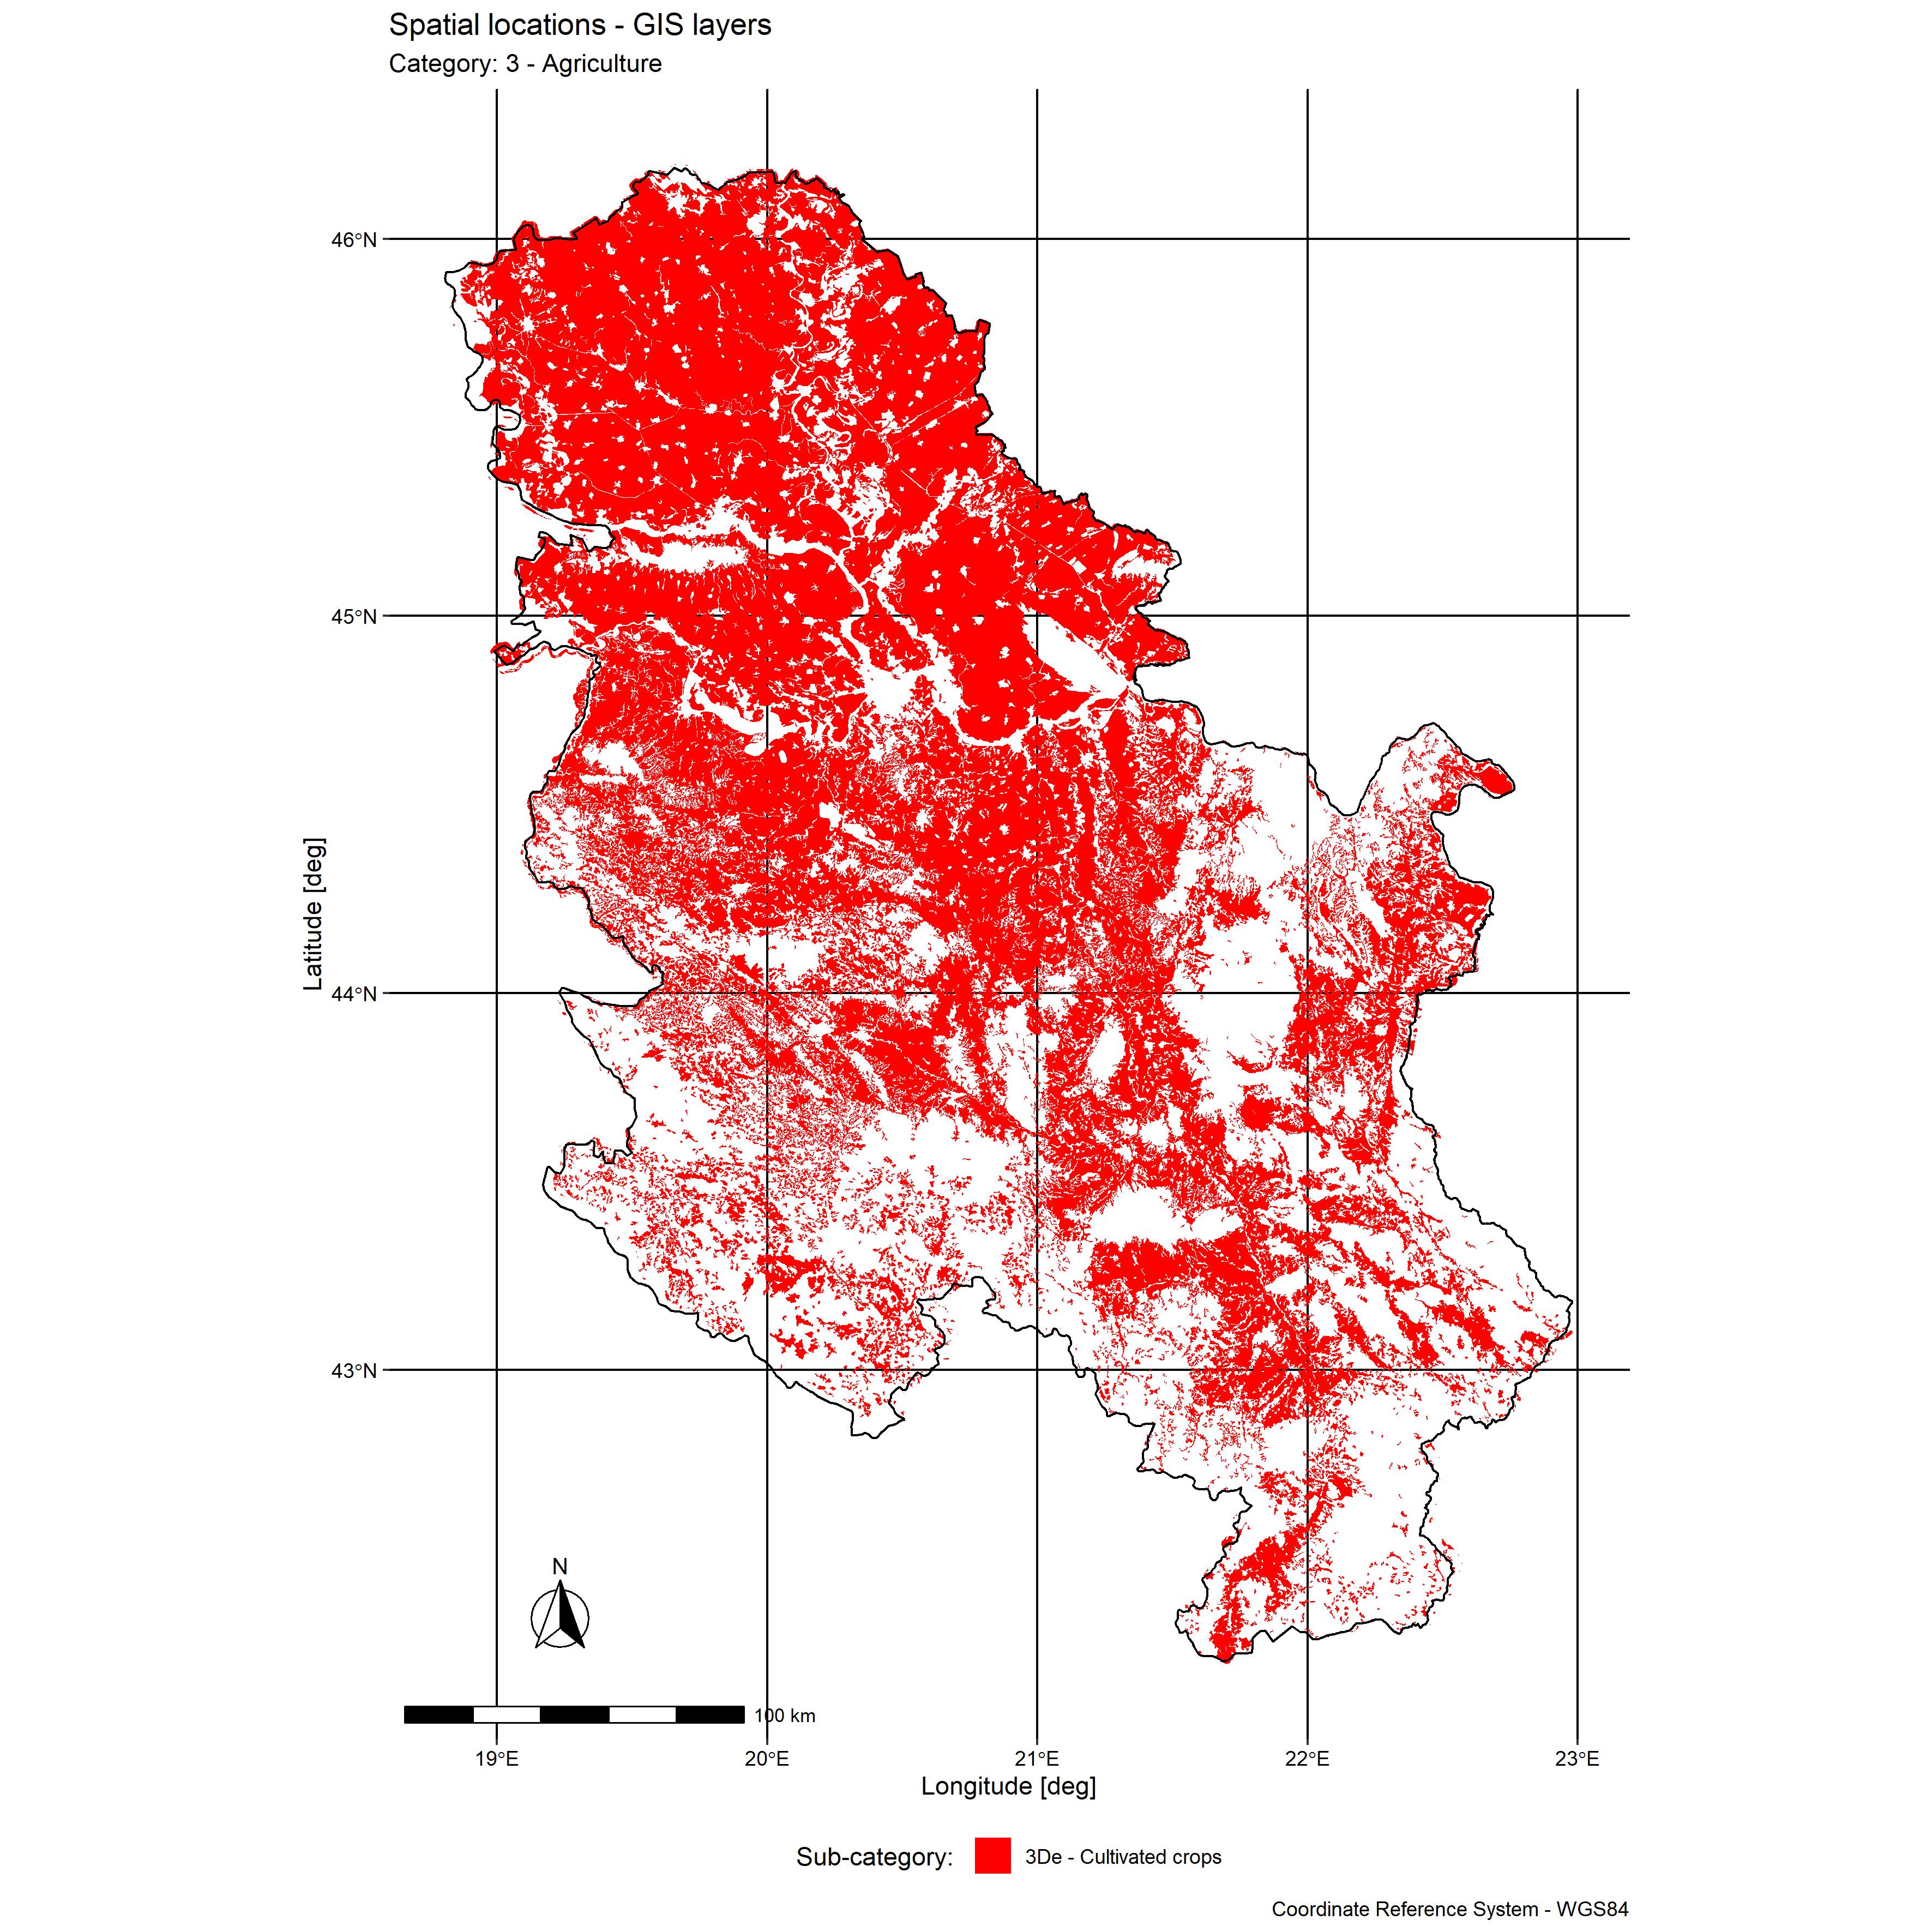 Spatial locations - GIS layers
Category: 3 - Agriculture
46°N
45°N
44°N
43°N
Latitude [deg]
N
100 km
19°E 20°E 21°E 22°E 23°E
Longitude [deg]
Sub-category: 3De - Cultivated crops
Coordinate Reference System - WGS84